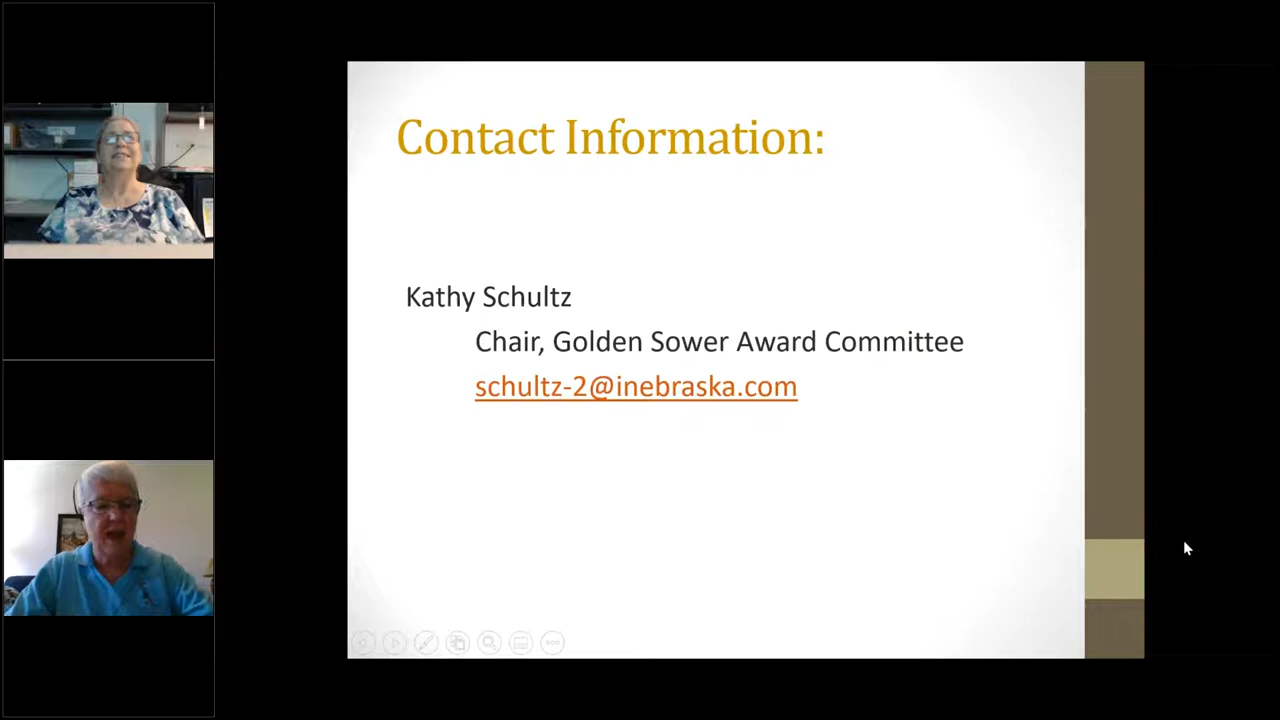 Contact Information:
Kathy Schultz
Chair, Golden Sower Award Committee
schultz-2@inebraska.com